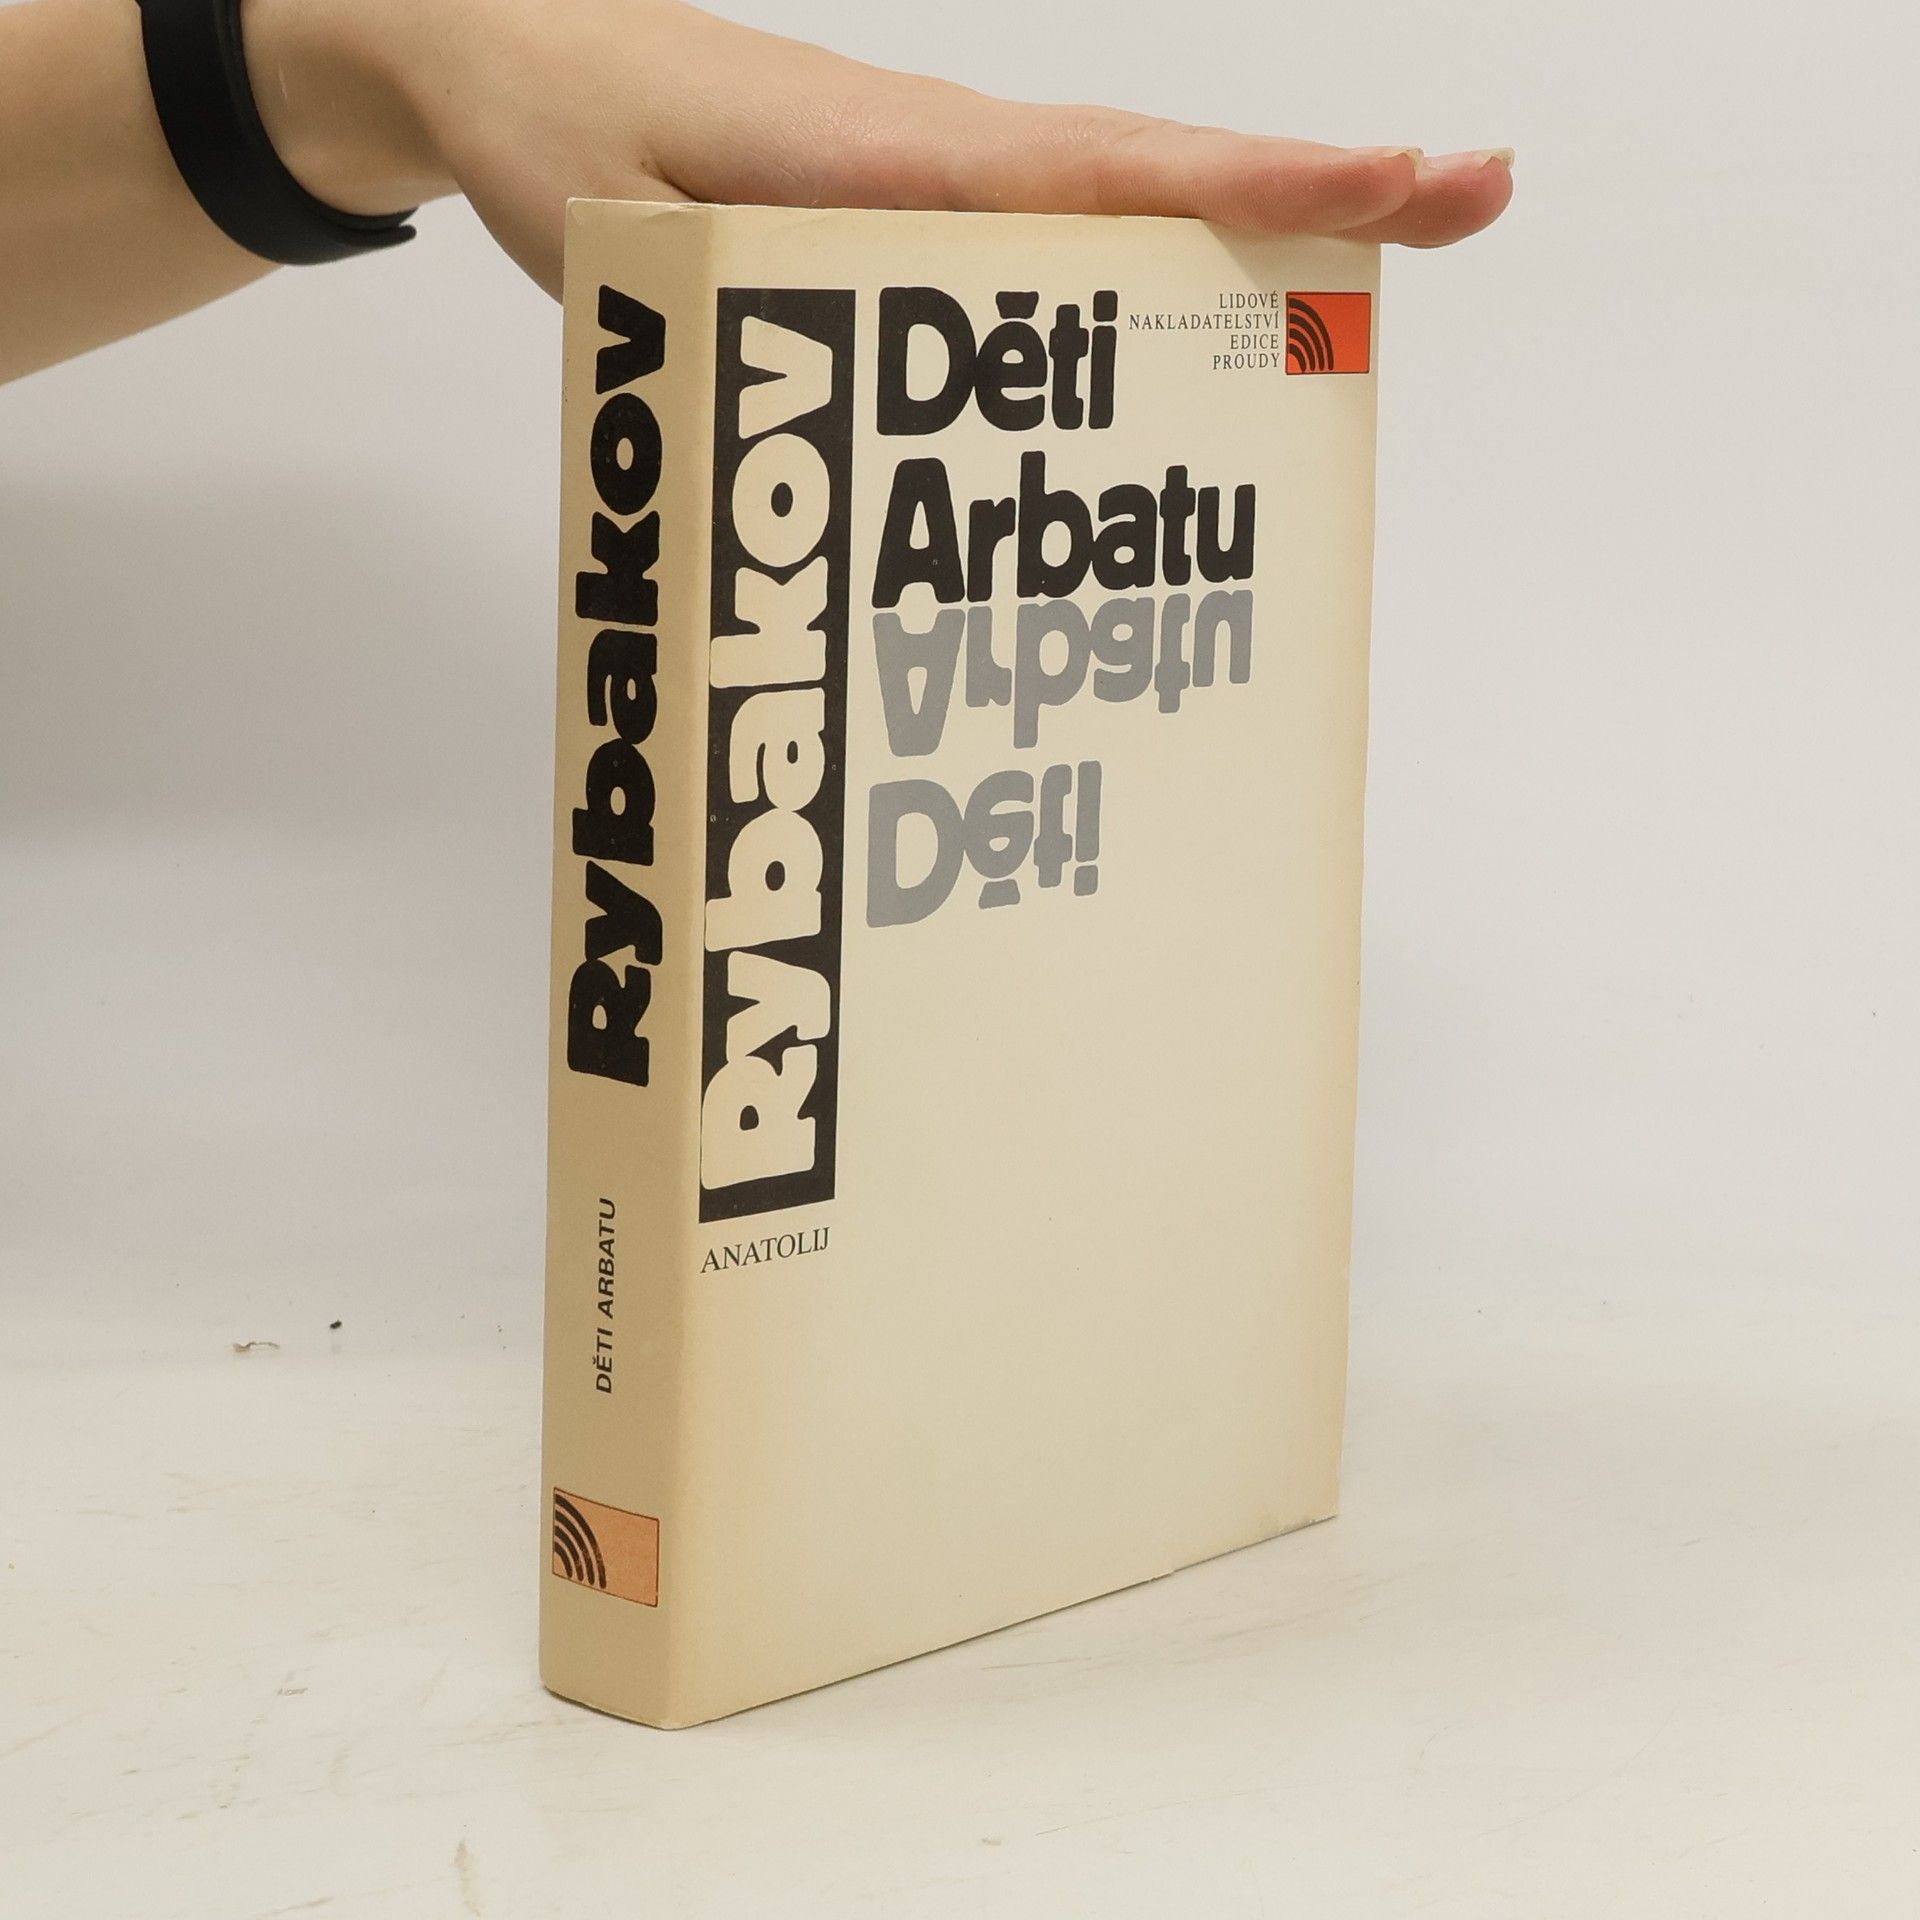 Rybakov
DĚTI ARBATU
Rybakov
ANATOLIJ
Děti
Arbatu
Arbatu
Děti
LIDOVÉ
NAKLADATELSTVÍ
EDICE
PROUDY